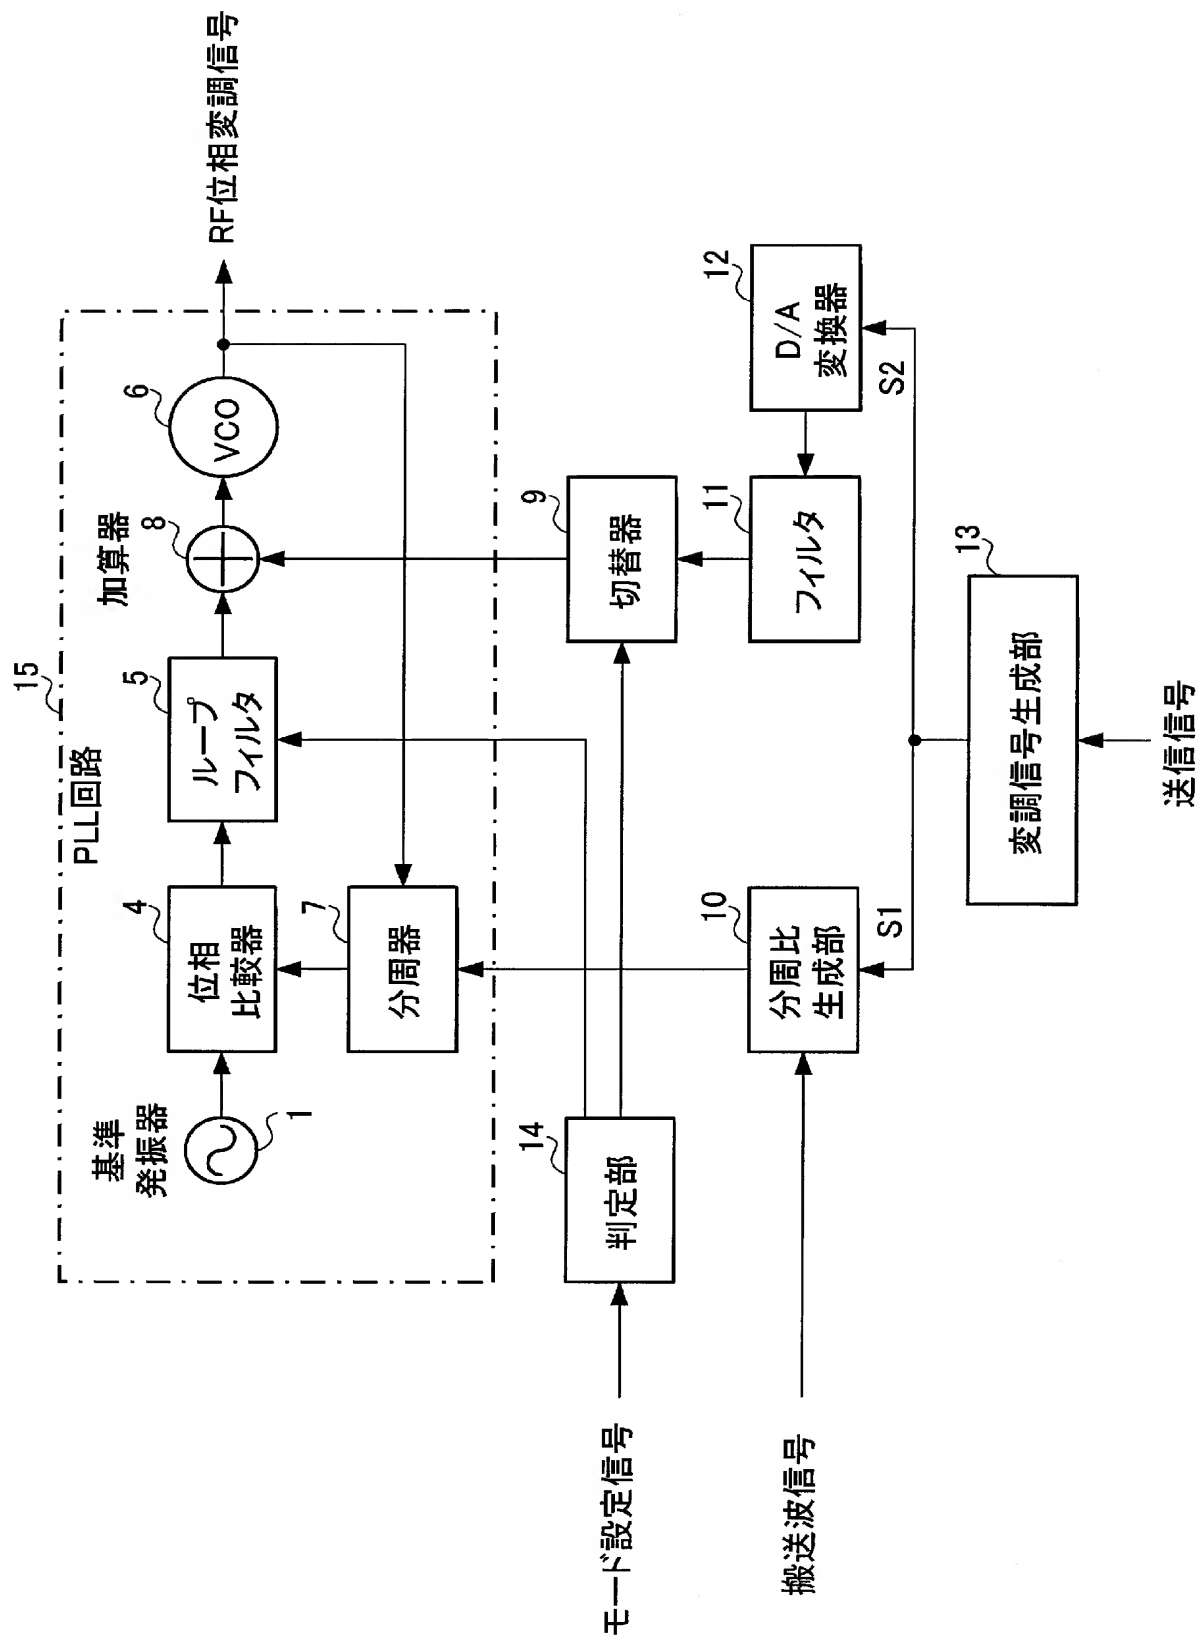 15
PLL回路
基準
発振器
1
4
位相
比較器
5
ループ
フィルタ
加算器
8
6
VCO
RF位相変調信号
7
分周器
モード設定信号
14
判定部
9
切替器
搬送波信号
10
分周比
生成部
11
フィルタ
12
D/A
変換器
S1
S2
13
変調信号生成部
送信信号